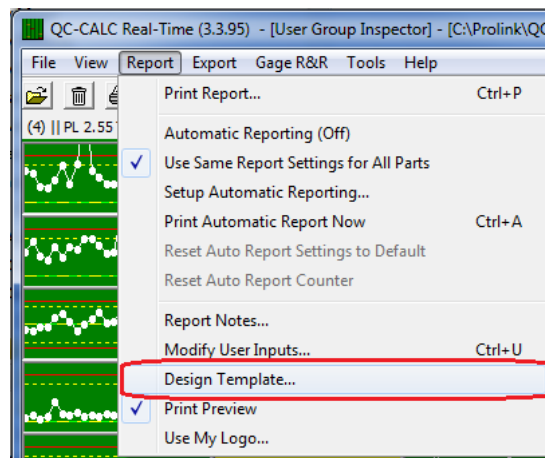 QC-CALC Real-Time (3.3.95) - [User Group Inspector] - [C:\Prolink\QC
File View Report Export Gage R&R Tools Help
Print Report... Ctrl+P
(4) || PL 2.55
Automatic Reporting (Off)
Use Same Report Settings for All Parts
Setup Automatic Reporting...
Print Automatic Report Now Ctrl+A
Reset Auto Report Settings to Default
Reset Auto Report Counter
Report Notes...
Modify User Inputs... Ctrl+U
Design Template...
Print Preview
Use My Logo...